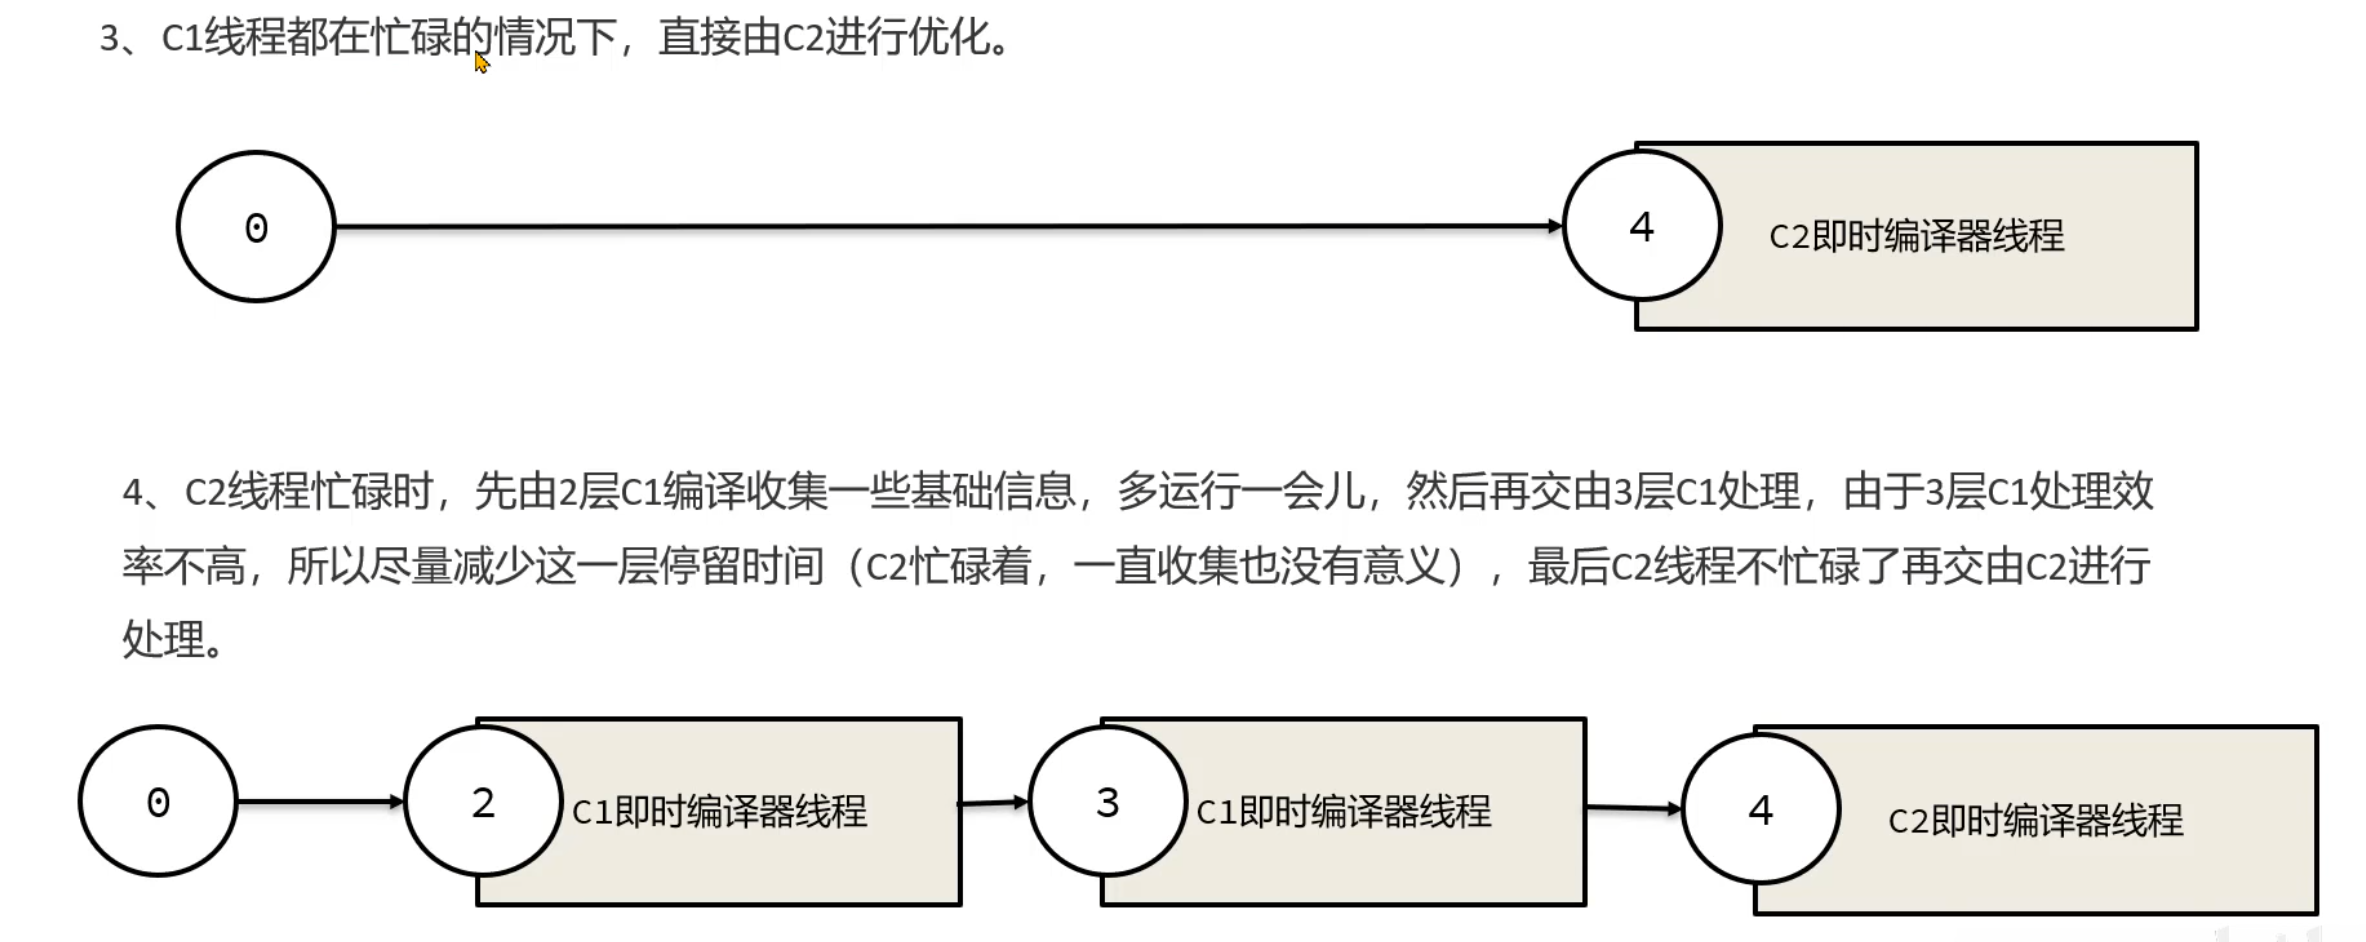 3、C1线程都在忙碌的情况下，直接由C2进行优化。
0
4
C2即时编译器线程
4、C2线程忙碌时，先由2层C1编译收集一些基础信息，多运行一会儿，然后再交由3层C1处理，由于3层C1处理效
率不高，所以尽量减少这一层停留时间（C2忙碌着，一直收集也没有意义），最后C2线程不忙碌了再交由C2进行
处理。
0
2
C1即时编译器线程
3
C1即时编译器线程
4
C2即时编译器线程